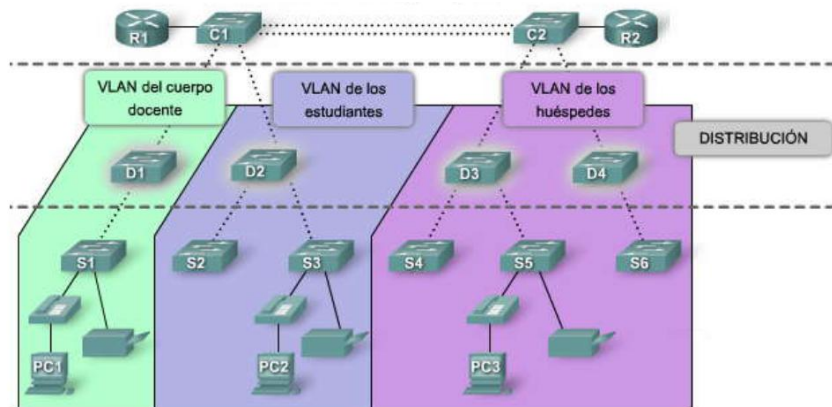 R1
C1
C2
R2
VLAN del cuerpo
docente
VLAN de los
estudiantes
VLAN de los
huéspedes
DISTRIBUCIÓN
D1
D2
D3
D4
S1
S2
S3
S4
S5
S6
PC1
PC2
PC3